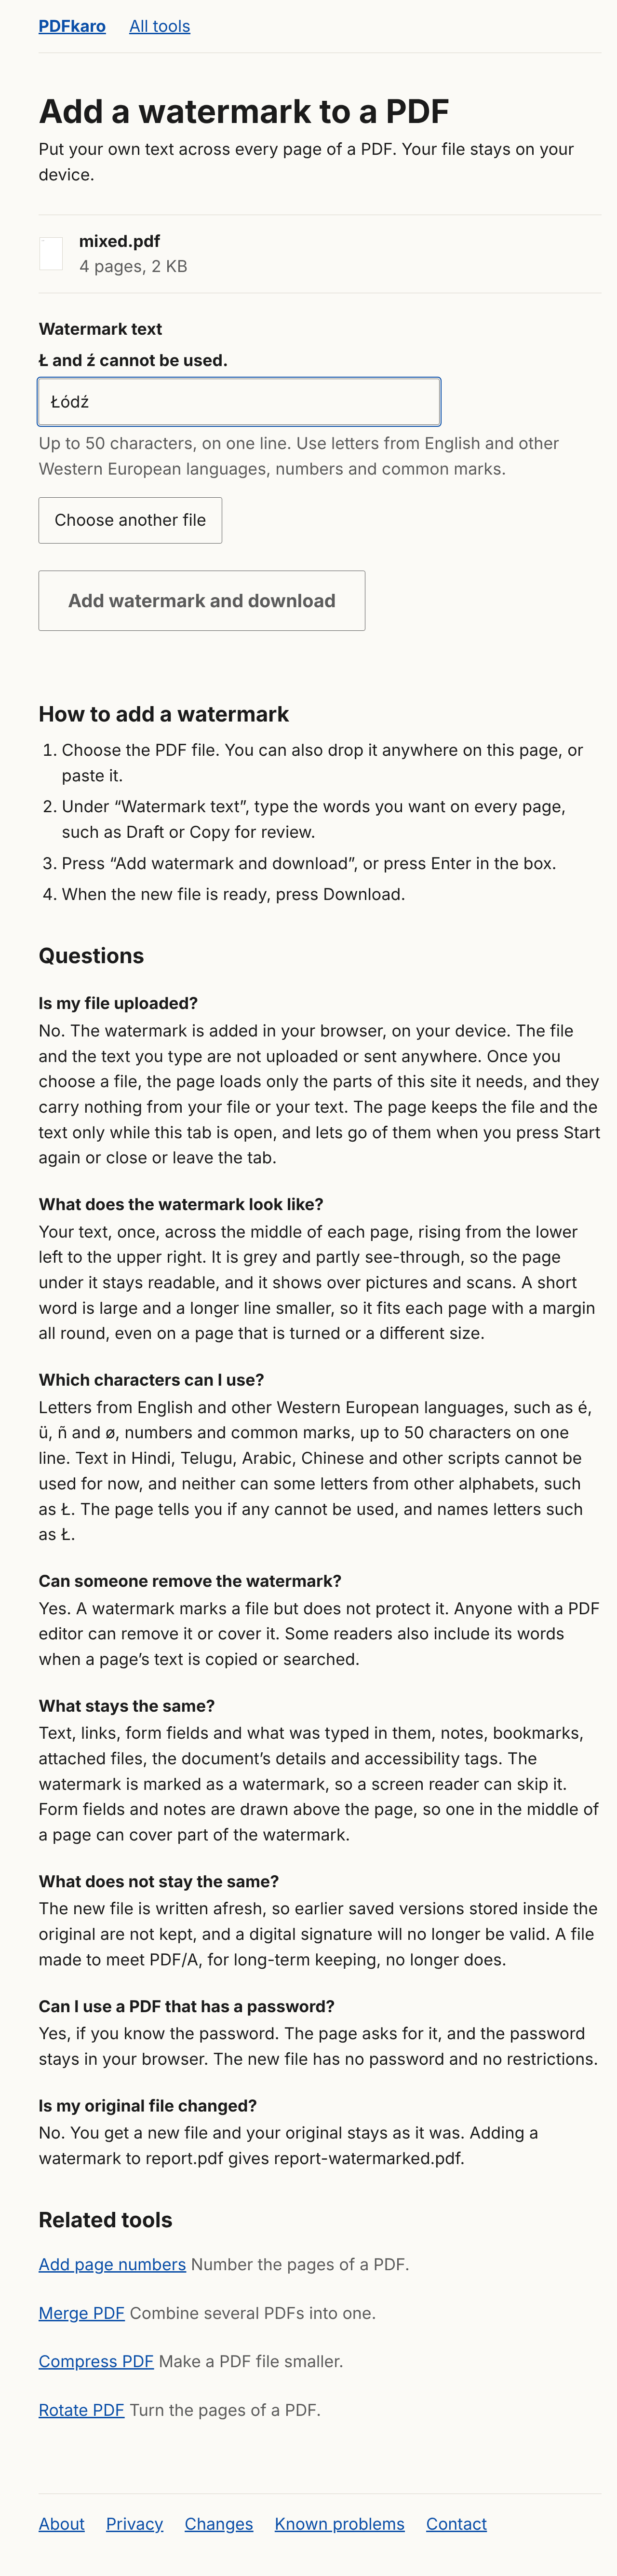 PDFkaro All tools
Add a watermark to a PDF
Put your own text across every page of a PDF. Your file stays on your
device.
mixed.pdf
4 pages, 2 KB
Watermark text
Ł and ź cannot be used.
Łódź
Up to 50 characters, on one line. Use letters from English and other
Western European languages, numbers and common marks.
Choose another file
Add watermark and download
How to add a watermark
1. Choose the PDF file. You can also drop it anywhere on this page, or
paste it.
2. Under “Watermark text”, type the words you want on every page,
such as Draft or Copy for review.
3. Press “Add watermark and download”, or press Enter in the box.
4. When the new file is ready, press Download.
Questions
Is my file uploaded?
No. The watermark is added in your browser, on your device. The file
and the text you type are not uploaded or sent anywhere. Once you
choose a file, the page loads only the parts of this site it needs, and they
carry nothing from your file or your text. The page keeps the file and the
text only while this tab is open, and lets go of them when you press Start
again or close or leave the tab.
What does the watermark look like?
Your text, once, across the middle of each page, rising from the lower
left to the upper right. It is grey and partly see-through, so the page
under it stays readable, and it shows over pictures and scans. A short
word is large and a longer line smaller, so it fits each page with a margin
all round, even on a page that is turned or a different size.
Which characters can I use?
Letters from English and other Western European languages, such as é,
ü, ñ and ø, numbers and common marks, up to 50 characters on one
line. Text in Hindi, Telugu, Arabic, Chinese and other scripts cannot be
used for now, and neither can some letters from other alphabets, such
as Ł. The page tells you if any cannot be used, and names letters such
as Ł.
Can someone remove the watermark?
Yes. A watermark marks a file but does not protect it. Anyone with a PDF
editor can remove it or cover it. Some readers also include its words
when a page’s text is copied or searched.
What stays the same?
Text, links, form fields and what was typed in them, notes, bookmarks,
attached files, the document’s details and accessibility tags. The
watermark is marked as a watermark, so a screen reader can skip it.
Form fields and notes are drawn above the page, so one in the middle of
a page can cover part of the watermark.
What does not stay the same?
The new file is written afresh, so earlier saved versions stored inside the
original are not kept, and a digital signature will no longer be valid. A file
made to meet PDF/A, for long-term keeping, no longer does.
Can I use a PDF that has a password?
Yes, if you know the password. The page asks for it, and the password
stays in your browser. The new file has no password and no restrictions.
Is my original file changed?
No. You get a new file and your original stays as it was. Adding a
watermark to report.pdf gives report-watermarked.pdf.
Related tools
Add page numbers Number the pages of a PDF.
Merge PDF Combine several PDFs into one.
Compress PDF Make a PDF file smaller.
Rotate PDF Turn the pages of a PDF.
About Privacy Changes Known problems Contact